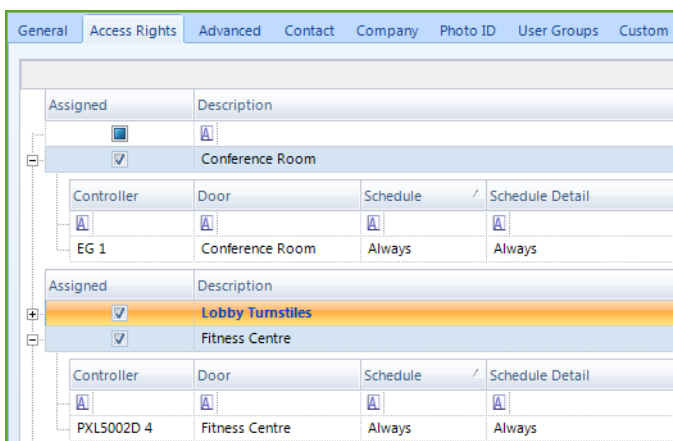 General Access Rights Advanced Contact Company Photo ID User Groups Custom
Assigned Description
A
Conference Room
Controller Door Schedule Schedule Detail
A A A A
EG 1 Conference Room Always Always
Assigned Description
Lobby Turnstiles
Fitness Centre
Controller Door Schedule Schedule Detail
A A A A
PXL5002D 4 Fitness Centre Always Always